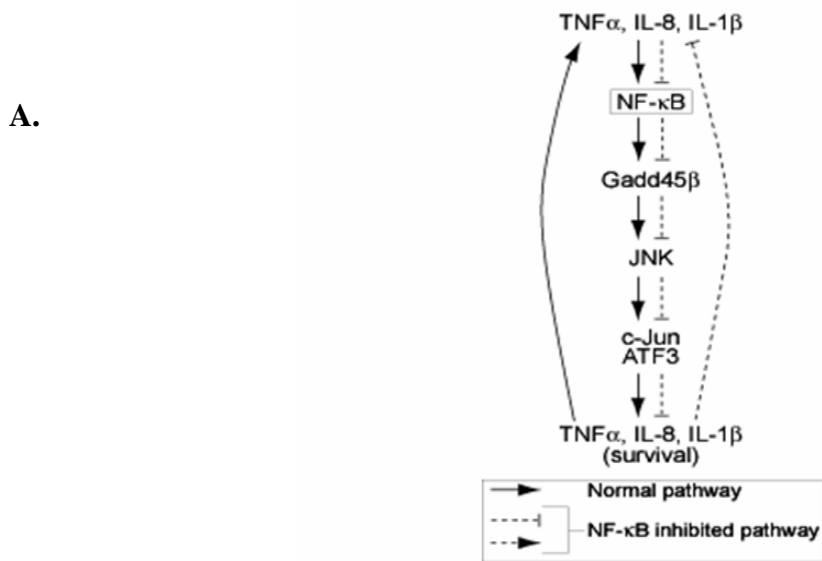 A.
TNFα, IL-8, IL-1β
NF-κB
Gadd45β
JNK
c-Jun
ATF3
TNFα, IL-8, IL-1β
(survival)
Normal pathway
NF-κB inhibited pathway